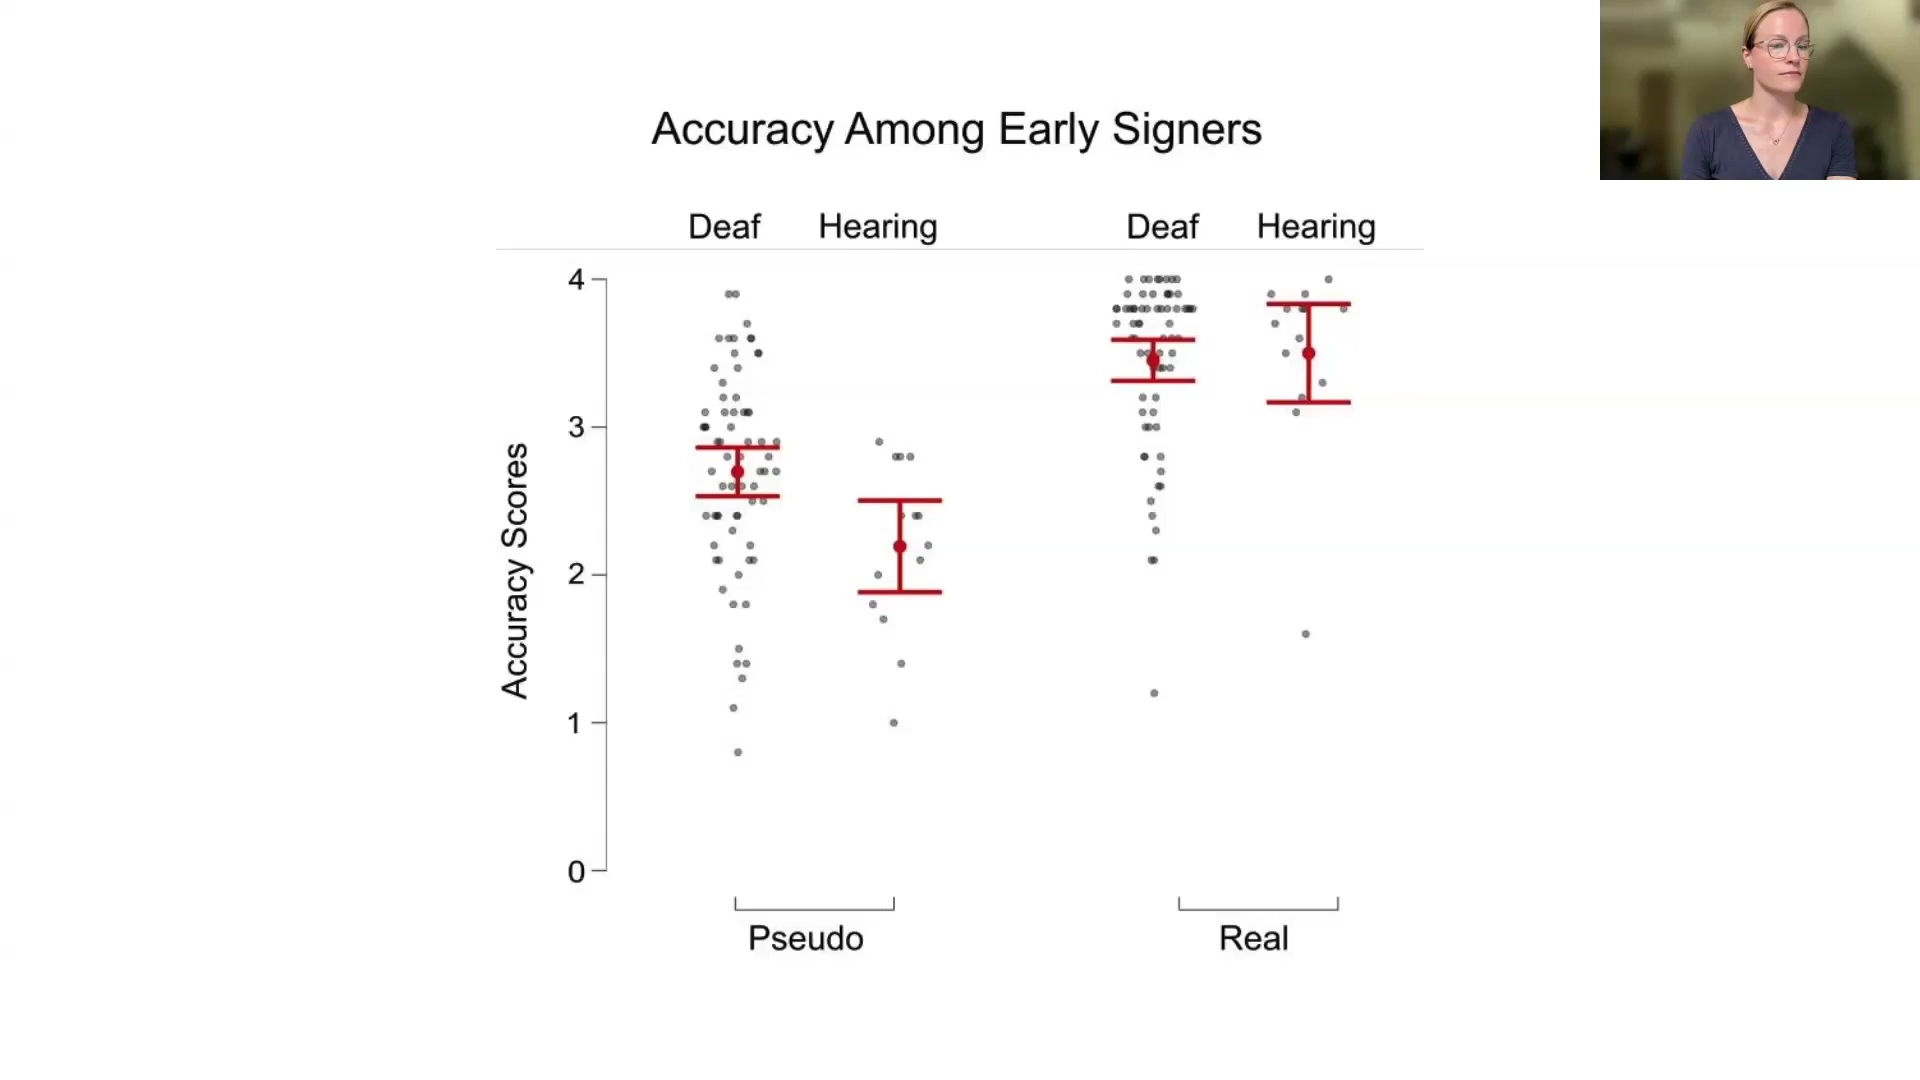 Accuracy Among Early Signers
Deaf Hearing Deaf Hearing
4
3
2
1
0
Accuracy Scores
Pseudo Real